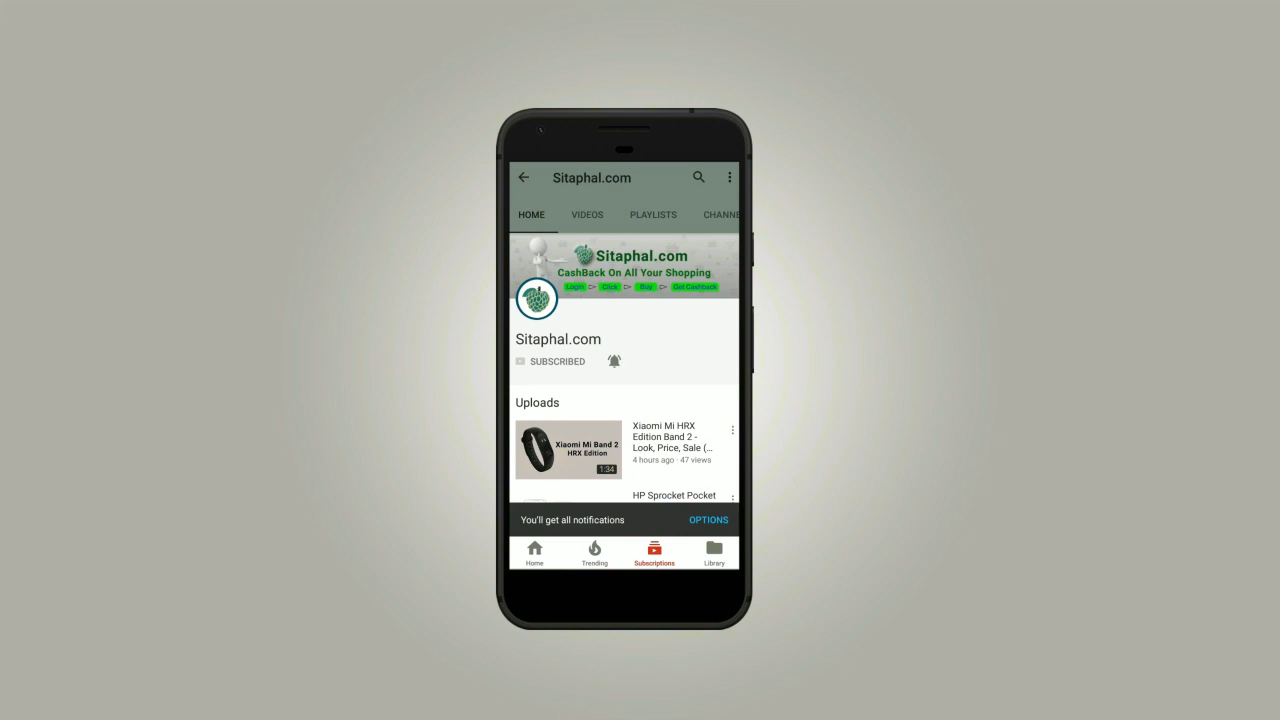 Sitaphal.com
HOME VIDEOS PLAYLISTS CHANNE
Sitaphal.com
CashBack On All Your Shopping
Login Click Buy Get Cashback
Sitaphal.com
SUBSCRIBED
Uploads
Xiaomi Mi Band 2
HRX Edition
1:34
Xiaomi Mi HRX
Edition Band 2 -
Look, Price, Sale (...
4 hours ago · 47 views
HP Sprocket Pocket
You'll get all notifications OPTIONS
Home Trending Subscriptions Library